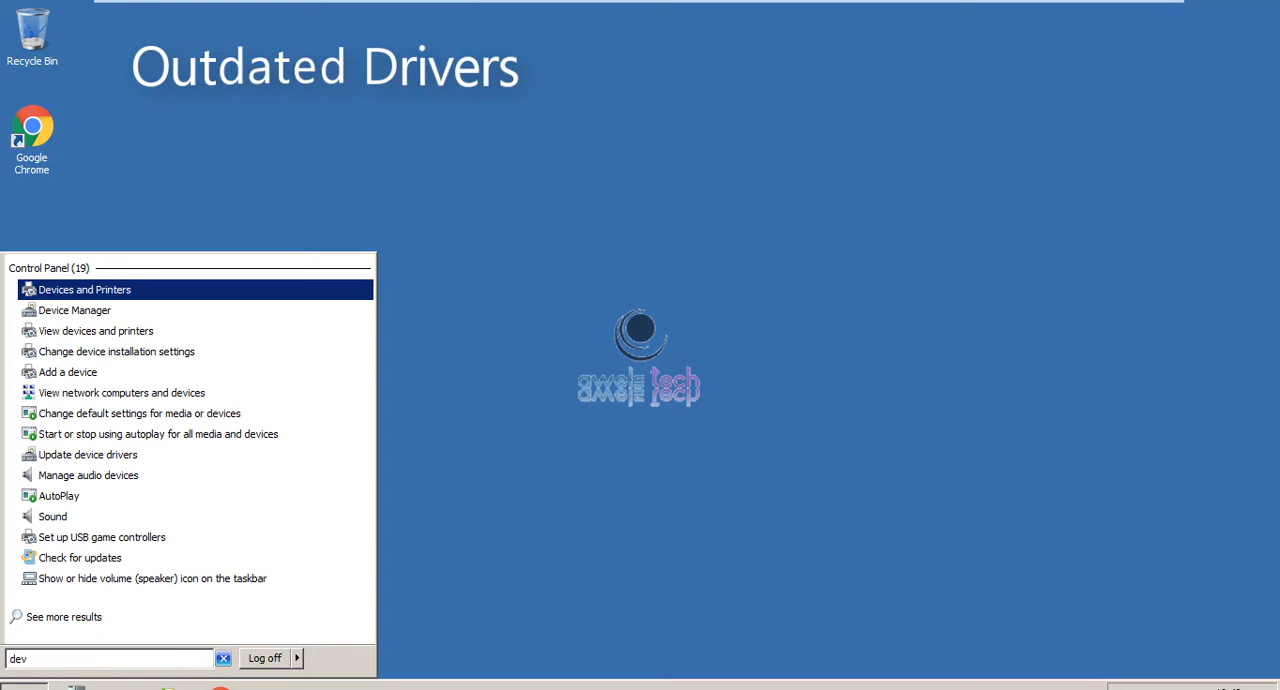 Recycle Bin
Outdated Drivers
Google
Chrome
Control Panel (19)
Devices and Printers
Device Manager
View devices and printers
Change device installation settings
Add a device
View network computers and devices
Change default settings for media or devices
Start or stop using autoplay for all media and devices
Update device drivers
Manage audio devices
AutoPlay
Sound
Set up USB game controllers
Check for updates
Show or hide volume (speaker) icon on the taskbar
See more results
dev
Log off
tech